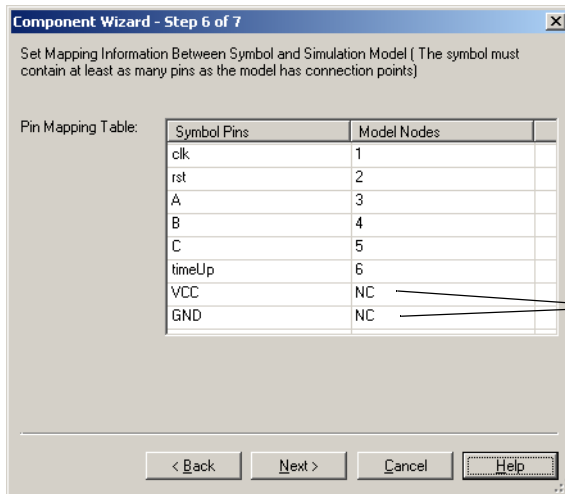 Component Wizard - Step 6 of 7
Set Mapping Information Between Symbol and Simulation Model ( The symbol must
contain at least as many pins as the model has connection points)
Pin Mapping Table:
Symbol Pins Model Nodes
clk 1
rst 2
A 3
B 4
C 5
timeUp 6
VCC NC
GND NC
< Back Next > Cancel Help